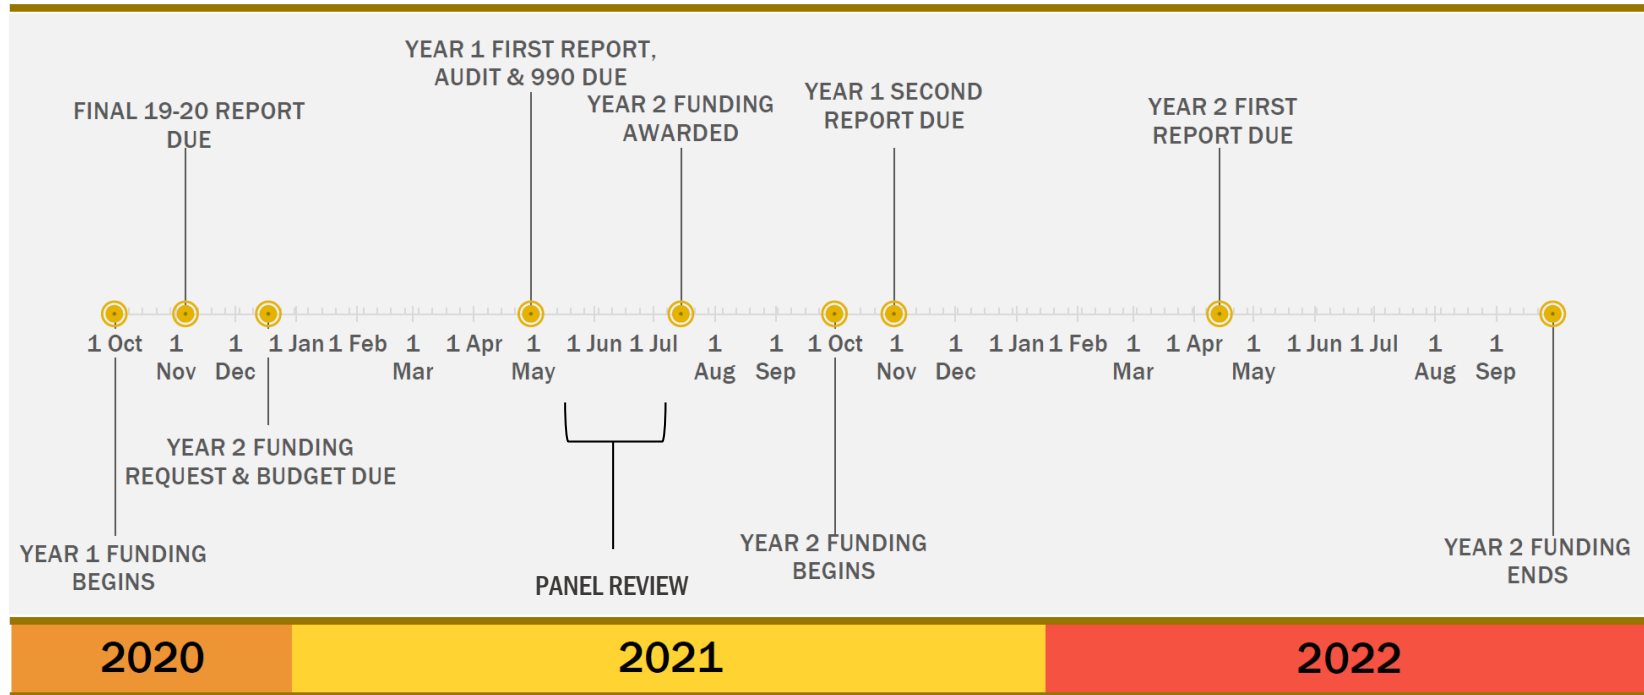 YEAR 1 FIRST REPORT,
AUDIT & 990 DUE
FINAL 19-20 REPORT
DUE
YEAR 2 FUNDING
AWARDED
YEAR 1 SECOND
REPORT DUE
YEAR 2 FIRST
REPORT DUE
1 Oct 1 1 1 Jan 1 Feb 1 1 Apr 1 1 Jun 1 Jul 1 1 1 Oct 1 1 1 Jan 1 Feb 1 1 Apr 1 1 Jun 1 Jul 1 1
Nov Dec Mar May Aug Sep Nov Dec Mar May Aug Sep
YEAR 2 FUNDING
REQUEST & BUDGET DUE
YEAR 1 FUNDING
BEGINS
PANEL REVIEW
YEAR 2 FUNDING
BEGINS
YEAR 2 FUNDING
ENDS
2020 2021 2022